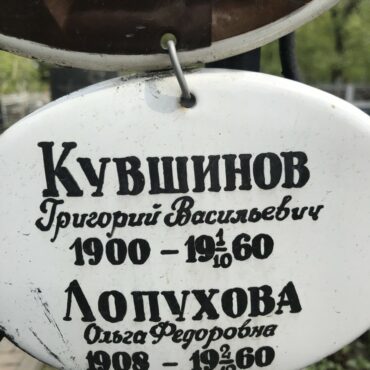 Кувшинов
Григорий Васильевич
1900 – 19 1/10 60
Лопухова
Ольга Федоровна
1908 – 19 2/10 60